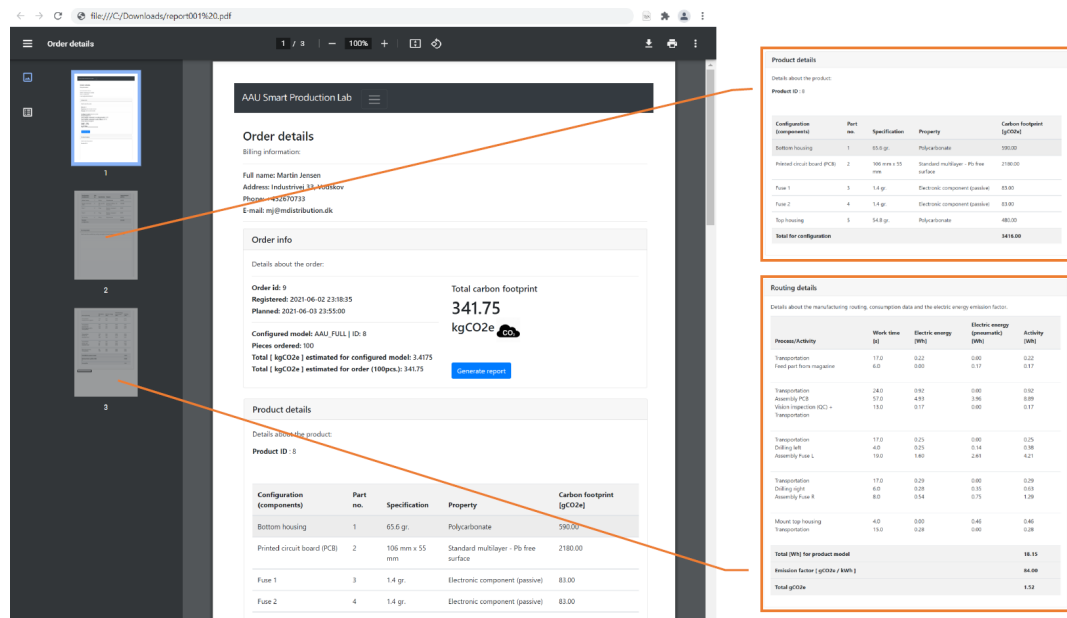 file:///C:/Downloads/report001%20.pdf
Order details
1 / 3
100%
1
2
3
AAU Smart Production Lab
Order details
Billing information:
Full name: Martin Jensen
Address: Industrivej 33, Vodskov
Phone: +452670733
E-mail: mj@mdistribution.dk
Order info
Details about the order:
Order id: 9
Registered: 2021-06-02 23:18:35
Planned: 2021-06-03 23:55:00
Configured model: AAU_FULL | ID: 8
Pieces ordered: 100
Total [ kgCO2e ] estimated for configured model: 3.4175
Total [ kgCO2e ] estimated for order (100pcs.): 341.75
Total carbon footprint
341.75
kgCO2e
CO2
Generate report
Product details
Details about the product:
Product ID : 8
Configuration (components) Part no. Specification Property Carbon footprint [gCO2e]
Bottom housing 1 65.6 gr. Polycarbonate 590.00
Printed circuit board (PCB) 2 106 mm x 55 mm Standard multilayer - Pb free surface 2180.00
Fuse 1 3 1.4 gr. Electronic component (passive) 83.00
Fuse 2 4 1.4 gr. Electronic component (passive) 83.00
Product details
Details about the product:
Product ID : 8
Configuration (components) Part no. Specification Property Carbon footprint [gCO2e]
Bottom housing 1 65.6 gr. Polycarbonate 590.00
Printed circuit board (PCB) 2 106 mm x 55 mm Standard multilayer - Pb free surface 2180.00
Fuse 1 3 1.4 gr. Electronic component (passive) 83.00
Fuse 2 4 1.4 gr. Electronic component (passive) 83.00
Top housing 5 54.8 gr. Polycarbonate 480.00
Total for configuration 3416.00
Routing details
Details about the manufacturing routing, consumption data and the electric energy emission factor.
Process/Activity Work time [s] Electric energy [Wh] Electric energy (pneumatic) [Wh] Activity [Wh]
Transportation 17.0 0.22 0.00 0.22
Feed part from magazine 6.0 0.00 0.17 0.17
Transportation 24.0 0.92 0.00 0.92
Assembly PCB 57.0 4.93 3.96 8.89
Vision inspection (QC) + Transportation 13.0 0.17 0.00 0.17
Transportation 17.0 0.25 0.00 0.25
Drilling left 4.0 0.25 0.14 0.38
Assembly Fuse L 19.0 1.60 2.61 4.21
Transportation 17.0 0.29 0.00 0.29
Drilling right 6.0 0.28 0.35 0.63
Assembly Fuse R 8.0 0.54 0.75 1.28
Mount top housing 4.0 0.00 0.46 0.46
Transportation 15.0 0.28 0.00 0.28
Total [Wh] for product model 18.15
Emission factor [ gCO2e / kWh ] 84.00
Total gCO2e 1.52